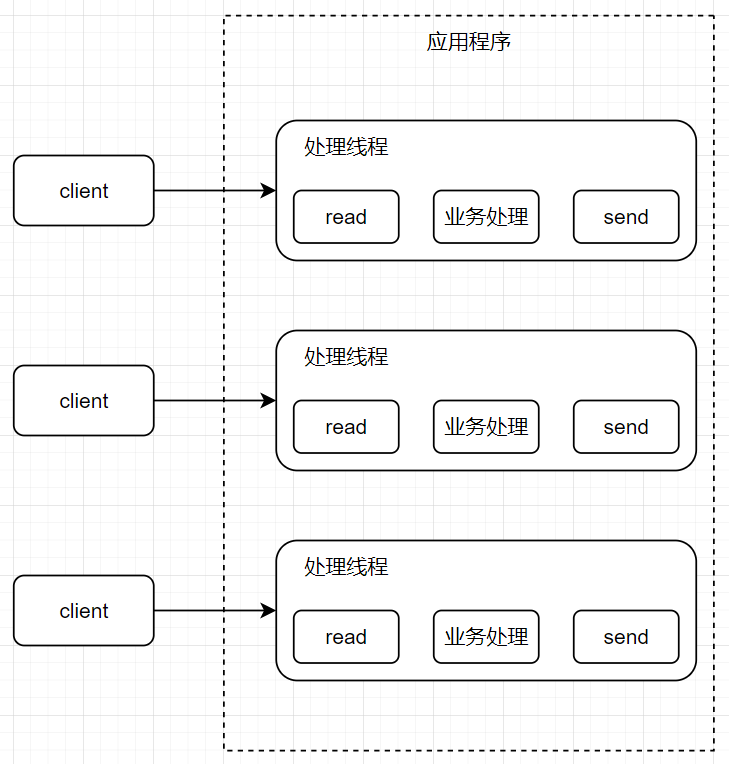 应用程序
client
处理线程
read
业务处理
send
client
处理线程
read
业务处理
send
client
处理线程
read
业务处理
send